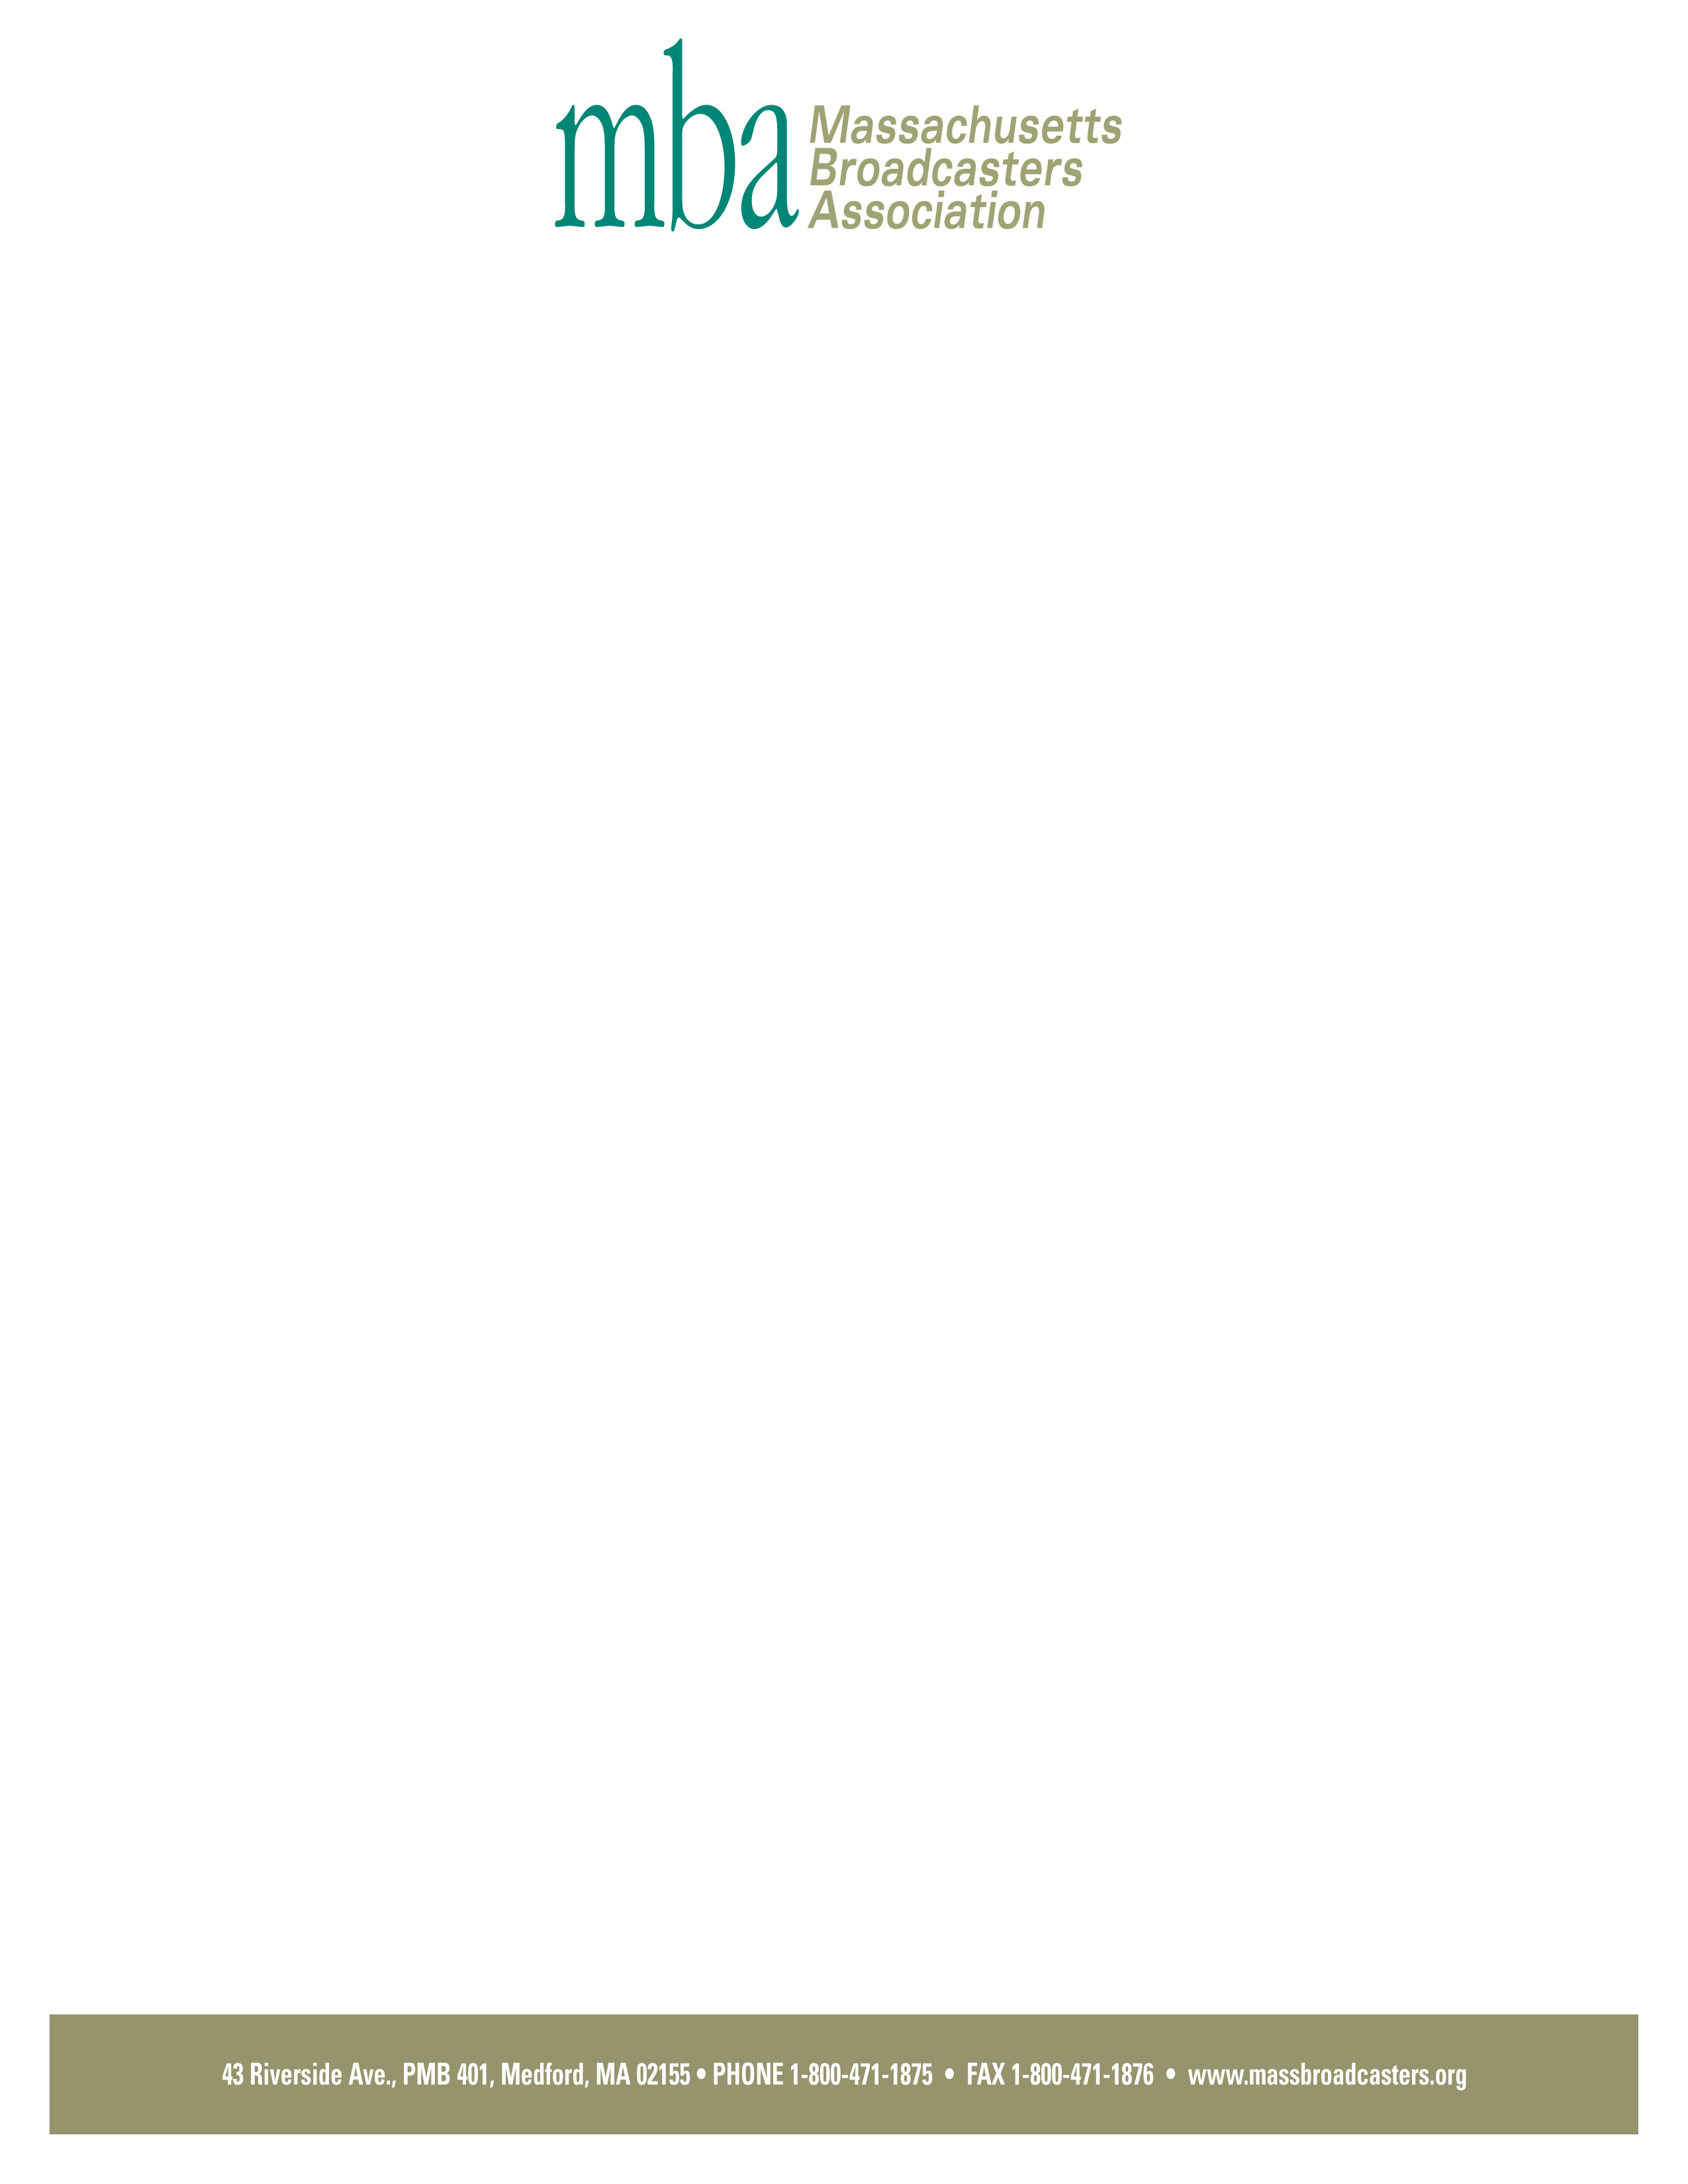 mba
Massachusetts
Broadcasters
Association
43 Riverside Ave., PMB 401, Medford, MA 02155 • PHONE 1-800-471-1875 • FAX 1-800-471-1876 • www.massbroadcasters.org